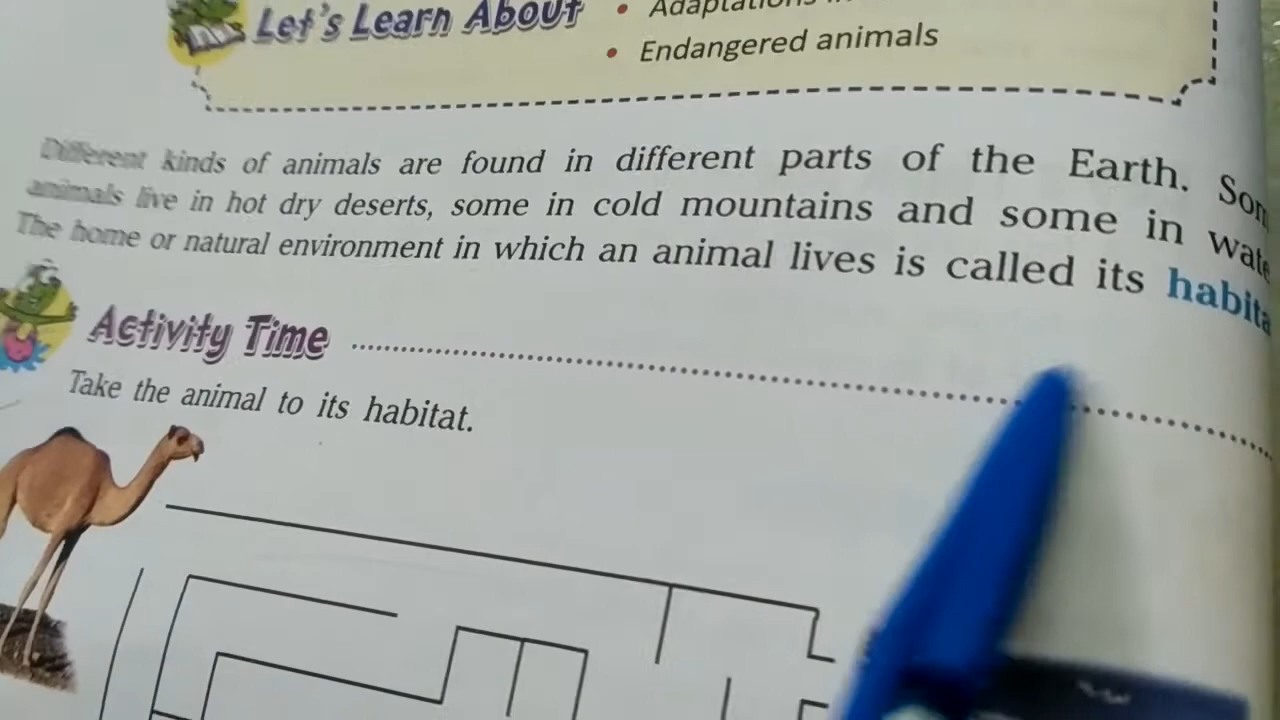 Let's Learn About
• Adaptations in
• Endangered animals
Different kinds of animals are found in different parts of the Earth.
animals live in hot dry deserts, some in cold mountains and some in
The home or natural environment in which an animal lives is called its
Activity Time
Take the animal to its habitat.